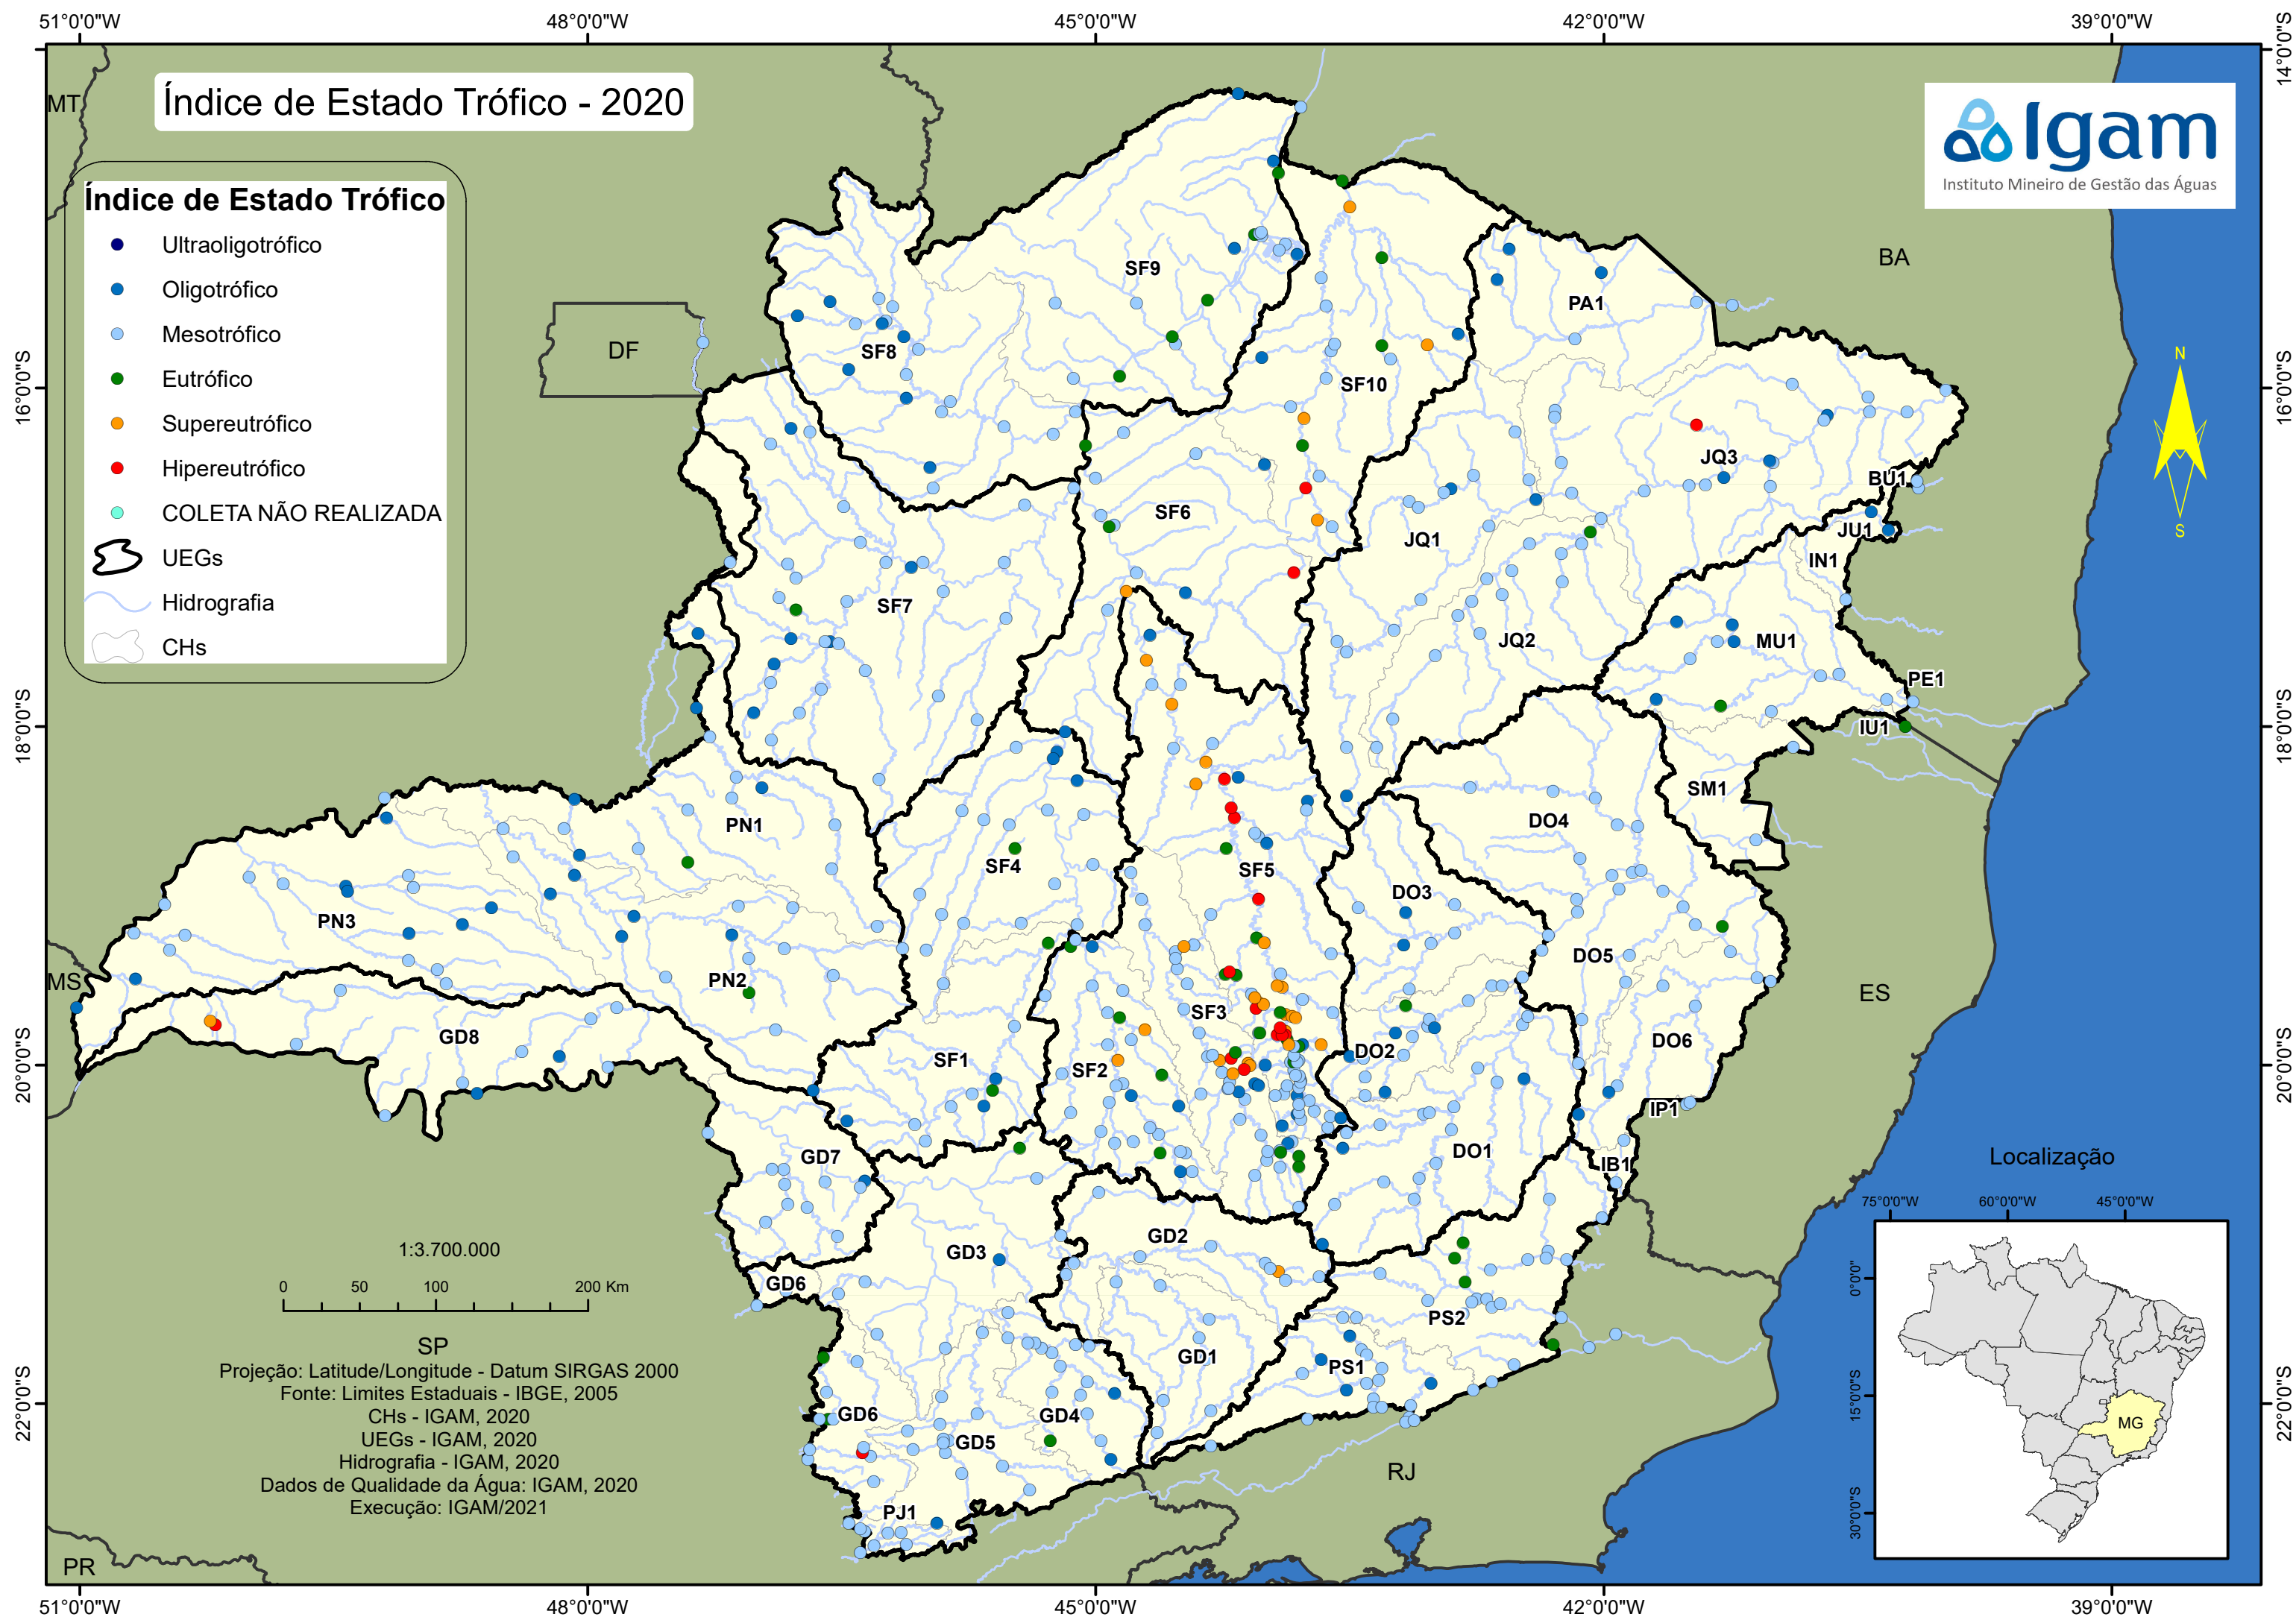 51°0'0"W 48°0'0"W 45°0'0"W 42°0'0"W 39°0'0"W
14°0'0"S
MT
Índice de Estado Trófico - 2020
Igam
Instituto Mineiro de Gestão das Águas
Índice de Estado Trófico
Ultraoligotrófico
Oligotrófico
Mesotrófico
Eutrófico
Supereutrófico
Hipereutrófico
COLETA NÃO REALIZADA
UEGs
Hidrografia
CHs
BA
SF9
PA1
DF
SF8
SF10
N
S
16°0'0"S
16°0'0"S
JQ3
BU1
SF6
JU1
JQ1
IN1
SF7
JQ2
MU1
PE1
IU1
18°0'0"S
18°0'0"S
SM1
PN1
DO4
SF4
SF5
DO3
PN3
DO5
PN2
MS
ES
SF3
GD8
DO6
DO2
SF1
SF2
20°0'0"S
20°0'0"S
IP1
DO1
GD7
IB1
Localização
75°0'0"W 60°0'0"W 45°0'0"W
0°0'0"
15°0'0"S
30°0'0"S
MG
GD2
GD3
1:3.700.000
0 50 100 200 Km
GD6
PS2
GD1
PS1
SP
Projeção: Latitude/Longitude - Datum SIRGAS 2000
Fonte: Limites Estaduais - IBGE, 2005
CHs - IGAM, 2020
UEGs - IGAM, 2020
Hidrografia - IGAM, 2020
Dados de Qualidade da Água: IGAM, 2020
Execução: IGAM/2021
22°0'0"S
22°0'0"S
GD6
GD4
GD5
RJ
PJ1
PR
51°0'0"W 48°0'0"W 45°0'0"W 42°0'0"W 39°0'0"W